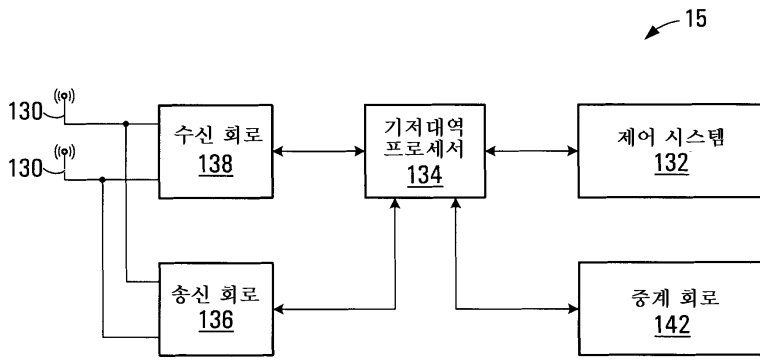 15
130
130
수신 회로
138
기저대역
프로세서
134
제어 시스템
132
송신 회로
136
중계 회로
142